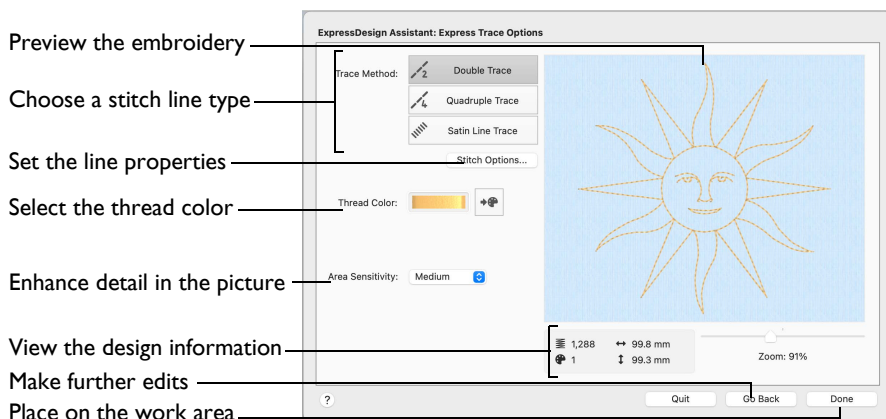 ExpressDesign Assistant: Express Trace Options
Preview the embroidery
Trace Method:
Double Trace
Choose a stitch line type
Quadruple Trace
Satin Line Trace
Set the line properties
Stitch Options...
Select the thread color
Thread Color:
Enhance detail in the picture
Area Sensitivity:
Medium
View the design information
1,288
99.8 mm
1
99.3 mm
Zoom: 91%
Make further edits
Place on the work area
?
Quit
Go Back
Done